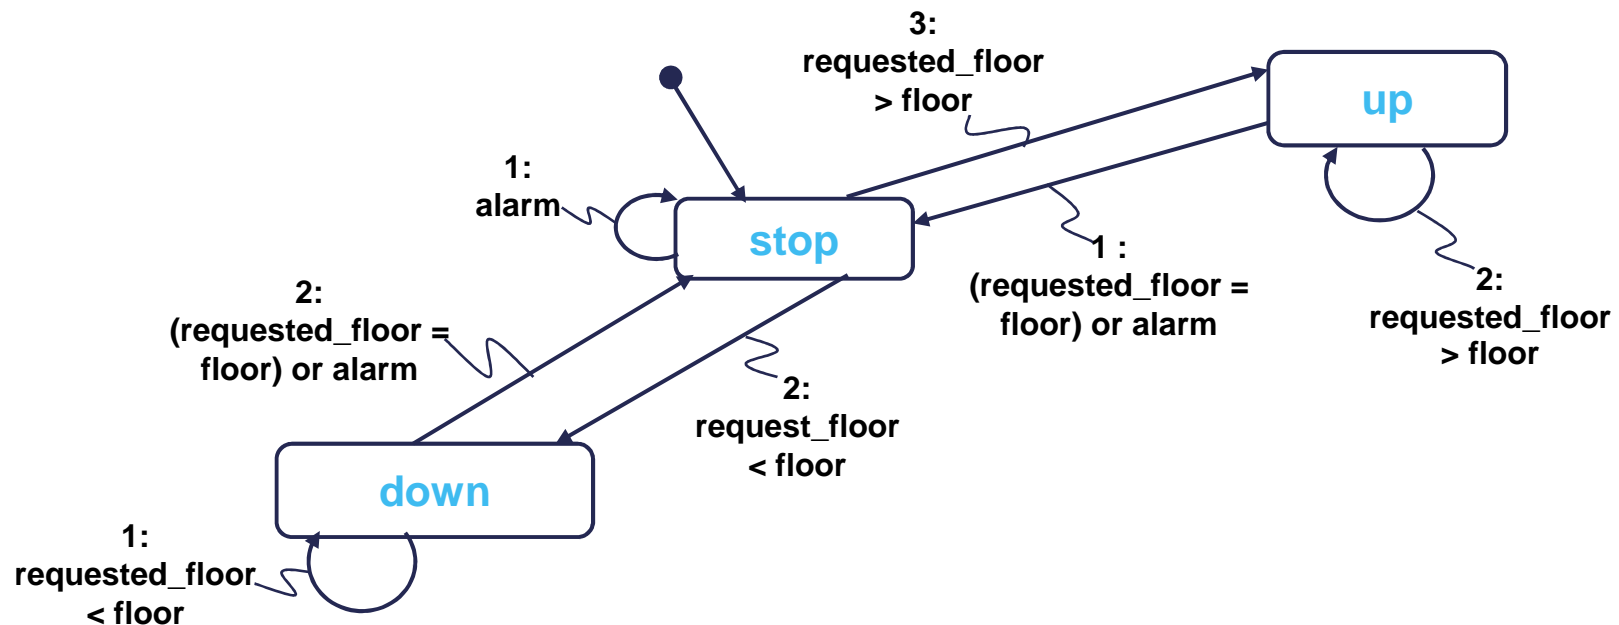 3:
requested_floor
> floor
up
1:
alarm
stop
1 :
(requested_floor =
floor) or alarm
2:
requested_floor
> floor
2:
(requested_floor =
floor) or alarm
2:
request_floor
< floor
down
1:
requested_floor
< floor